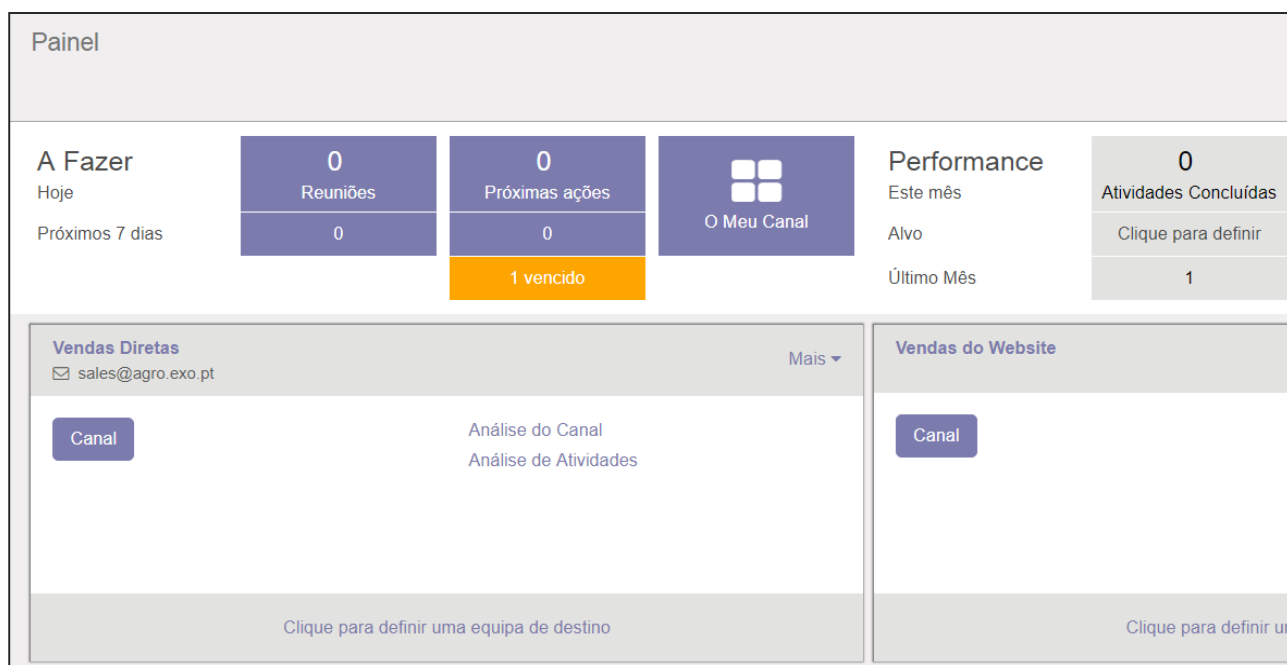 Painel
A Fazer
Hoje
Próximos 7 dias
0
Reuniões
0
0
Próximas ações
0
1 vencido
O Meu Canal
Performance
Este mês
Alvo
Último Mês
0
Atividades Concluídas
Clique para definir
1
Vendas Diretas
sales@agro.exo.pt
Mais
Canal
Análise do Canal
Análise de Atividades
Clique para definir uma equipa de destino
Vendas do Website
Canal
Clique para definir